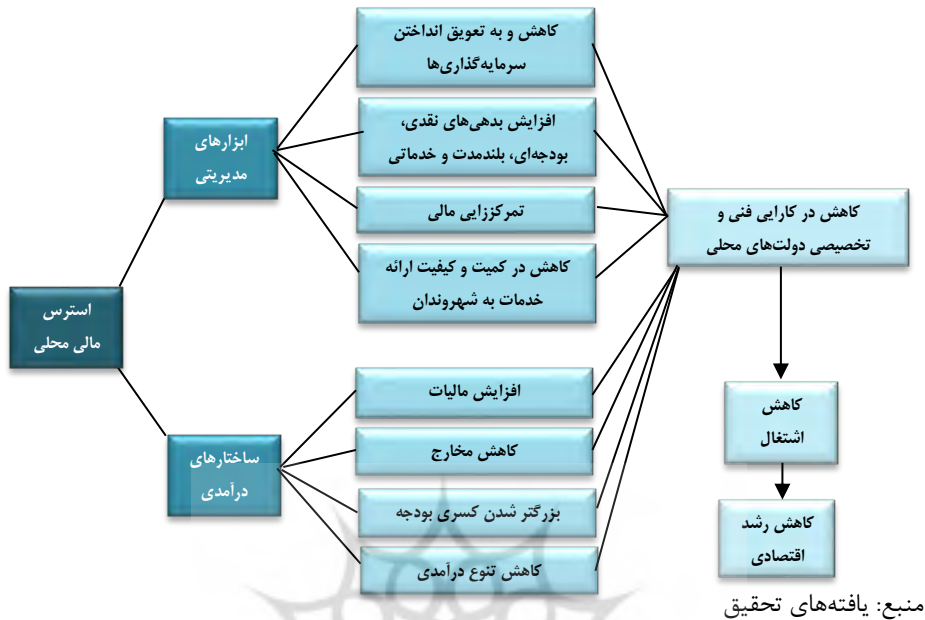 کاهش و به تعویق انداختن
سرمایه‌گذاری‌ها
افزایش بدهی‌های نقدی،
بودجه‌ای، بلندمدت و خدماتی
ابزارهای
مدیریتی
تمرکززایی مالی
کاهش در کارایی فنی و
تخصیصی دولت‌های محلی
کاهش در کمیت و کیفیت ارائه
خدمات به شهروندان
استرس
مالی محلی
افزایش مالیات
کاهش
اشتغال
کاهش مخارج
ساختارهای
درآمدی
بزرگتر شدن کسری بودجه
کاهش رشد
اقتصادی
کاهش تنوع درآمدی
منبع: یافته‌های تحقیق